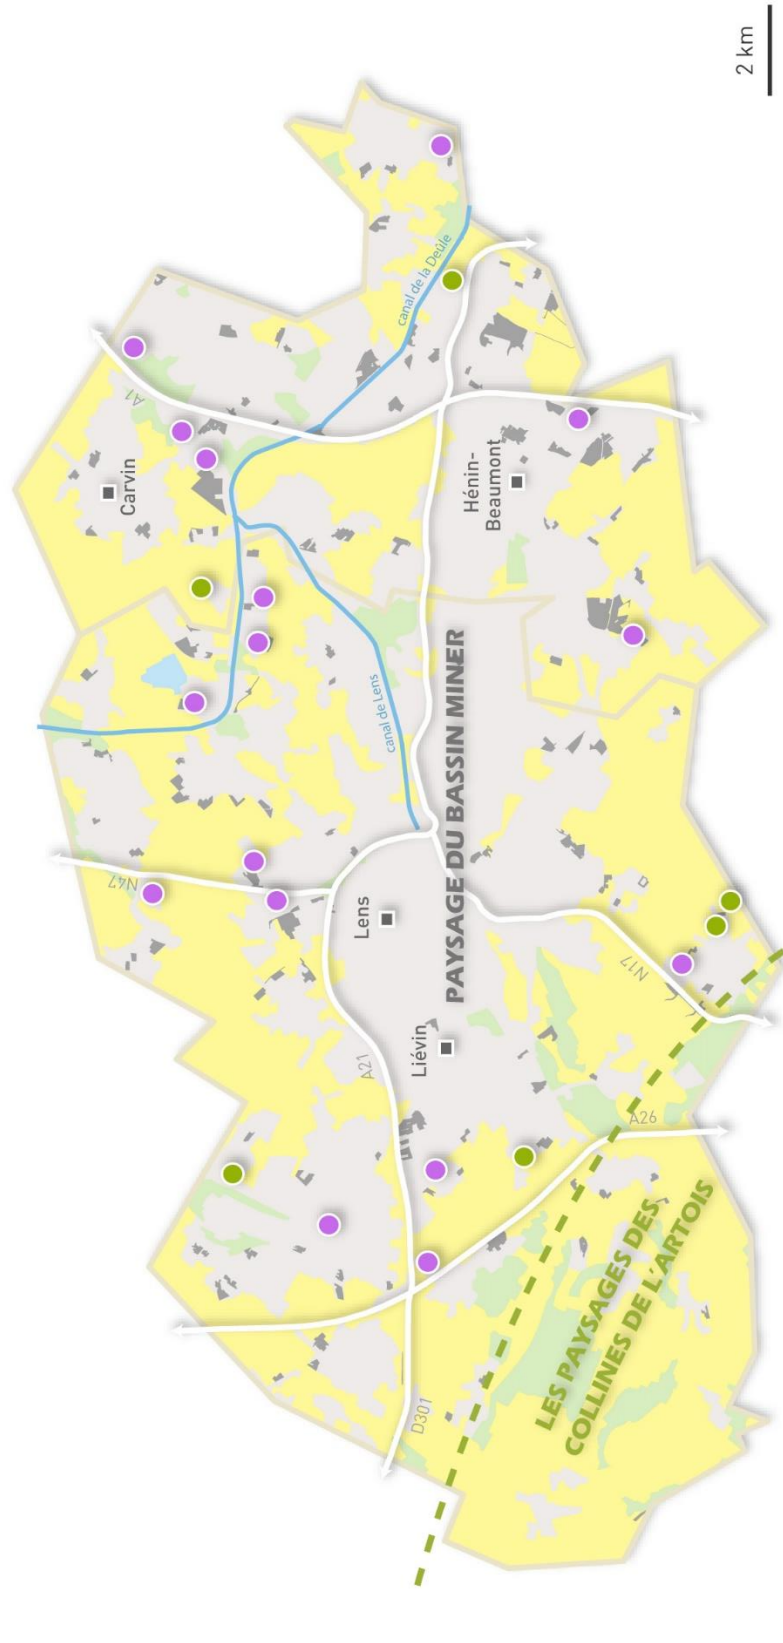 2 km
A1
Carvin
canal de la Deûle
Hénin-
Beaumont
canal de Lens
PAYSAGE DU BASSIN MINER
N47
Lens
Liévin
A21
N17
A26
D301
LES PAYSAGES DES
COLLINES DE L'ARTOIS